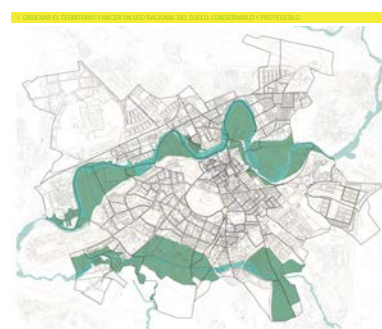 1. ORDENAR EL TERRITORIO Y HACER UN USO RACIONAL DEL SUELO, CONSERVARLO Y PROTEGERLO